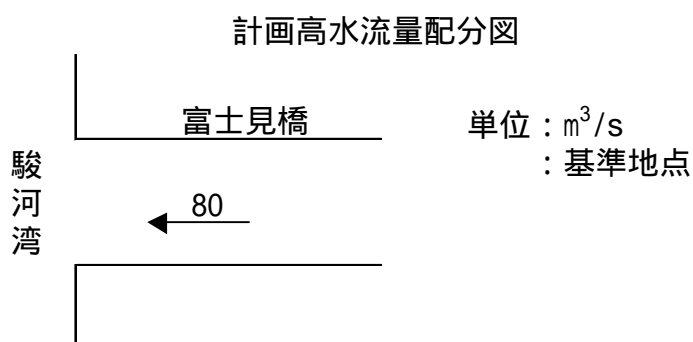 計画高水流量配分図
富士見橋
単位：㎥/s
：基準地点
駿河湾
80